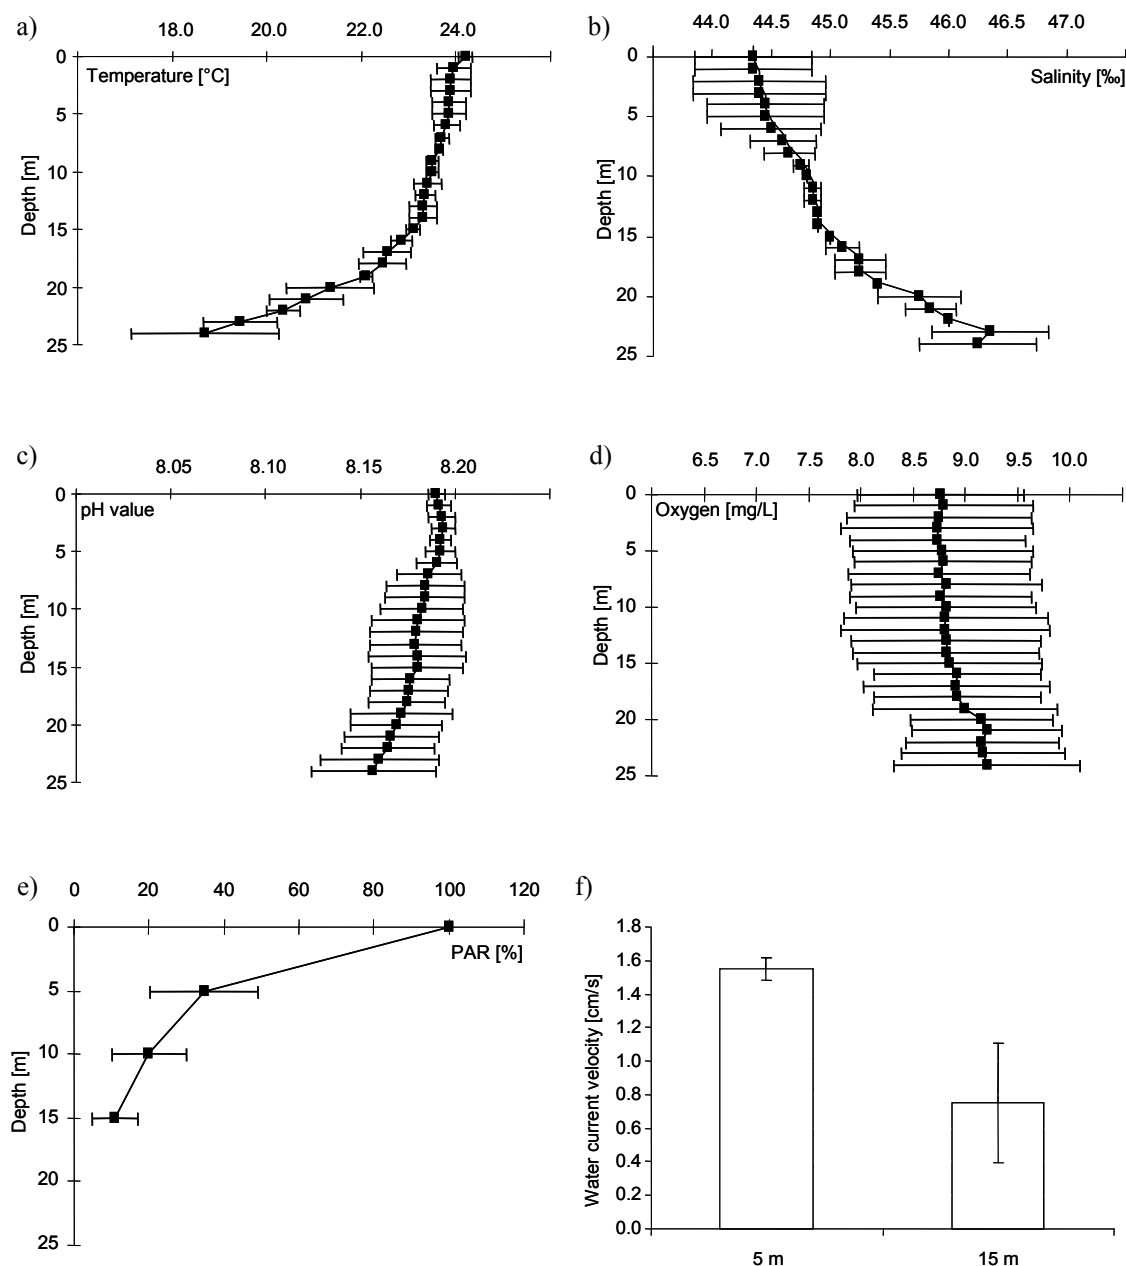 a)
18.0 20.0 22.0 24.0
Temperature [°C]
Depth [m]
0
5
10
15
20
25
b)
44.0 44.5 45.0 45.5 46.0 46.5 47.0
Salinity [‰]
Depth [m]
0
5
10
15
20
25
c)
8.05 8.10 8.15 8.20
pH value
Depth [m]
0
5
10
15
20
25
d)
6.5 7.0 7.5 8.0 8.5 9.0 9.5 10.0
Oxygen [mg/L]
Depth [m]
0
5
10
15
20
25
e)
0 20 40 60 80 100 120
PAR [%]
Depth [m]
0
5
10
15
20
25
f)
Water current velocity [cm/s]
1.8
1.6
1.4
1.2
1.0
0.8
0.6
0.4
0.2
0.0
5 m 15 m